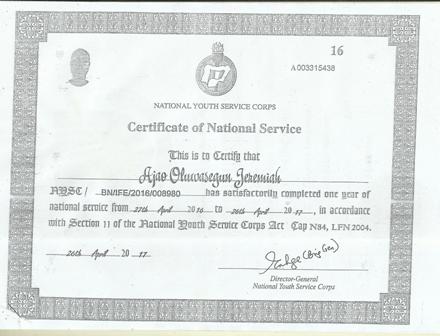 16
A 003315438
NATIONAL YOUTH SERVICE CORPS
Certificate of National Service
This is to Certify that
Ajao Oluwasegun Jeremiah
NYSC/ BN/IFE/2016/008980 has satisfactorily completed one year of
national service from 27th April 2016 to 26th April 2017, in accordance
with Section 11 of the National Youth Service Corps Act Cap N84, LFN 2004.
26th April 2017
(Brig Gen)
Director-General
National Youth Service Corps